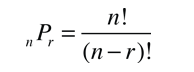 ₙPᵣ = n! / (n − r)!